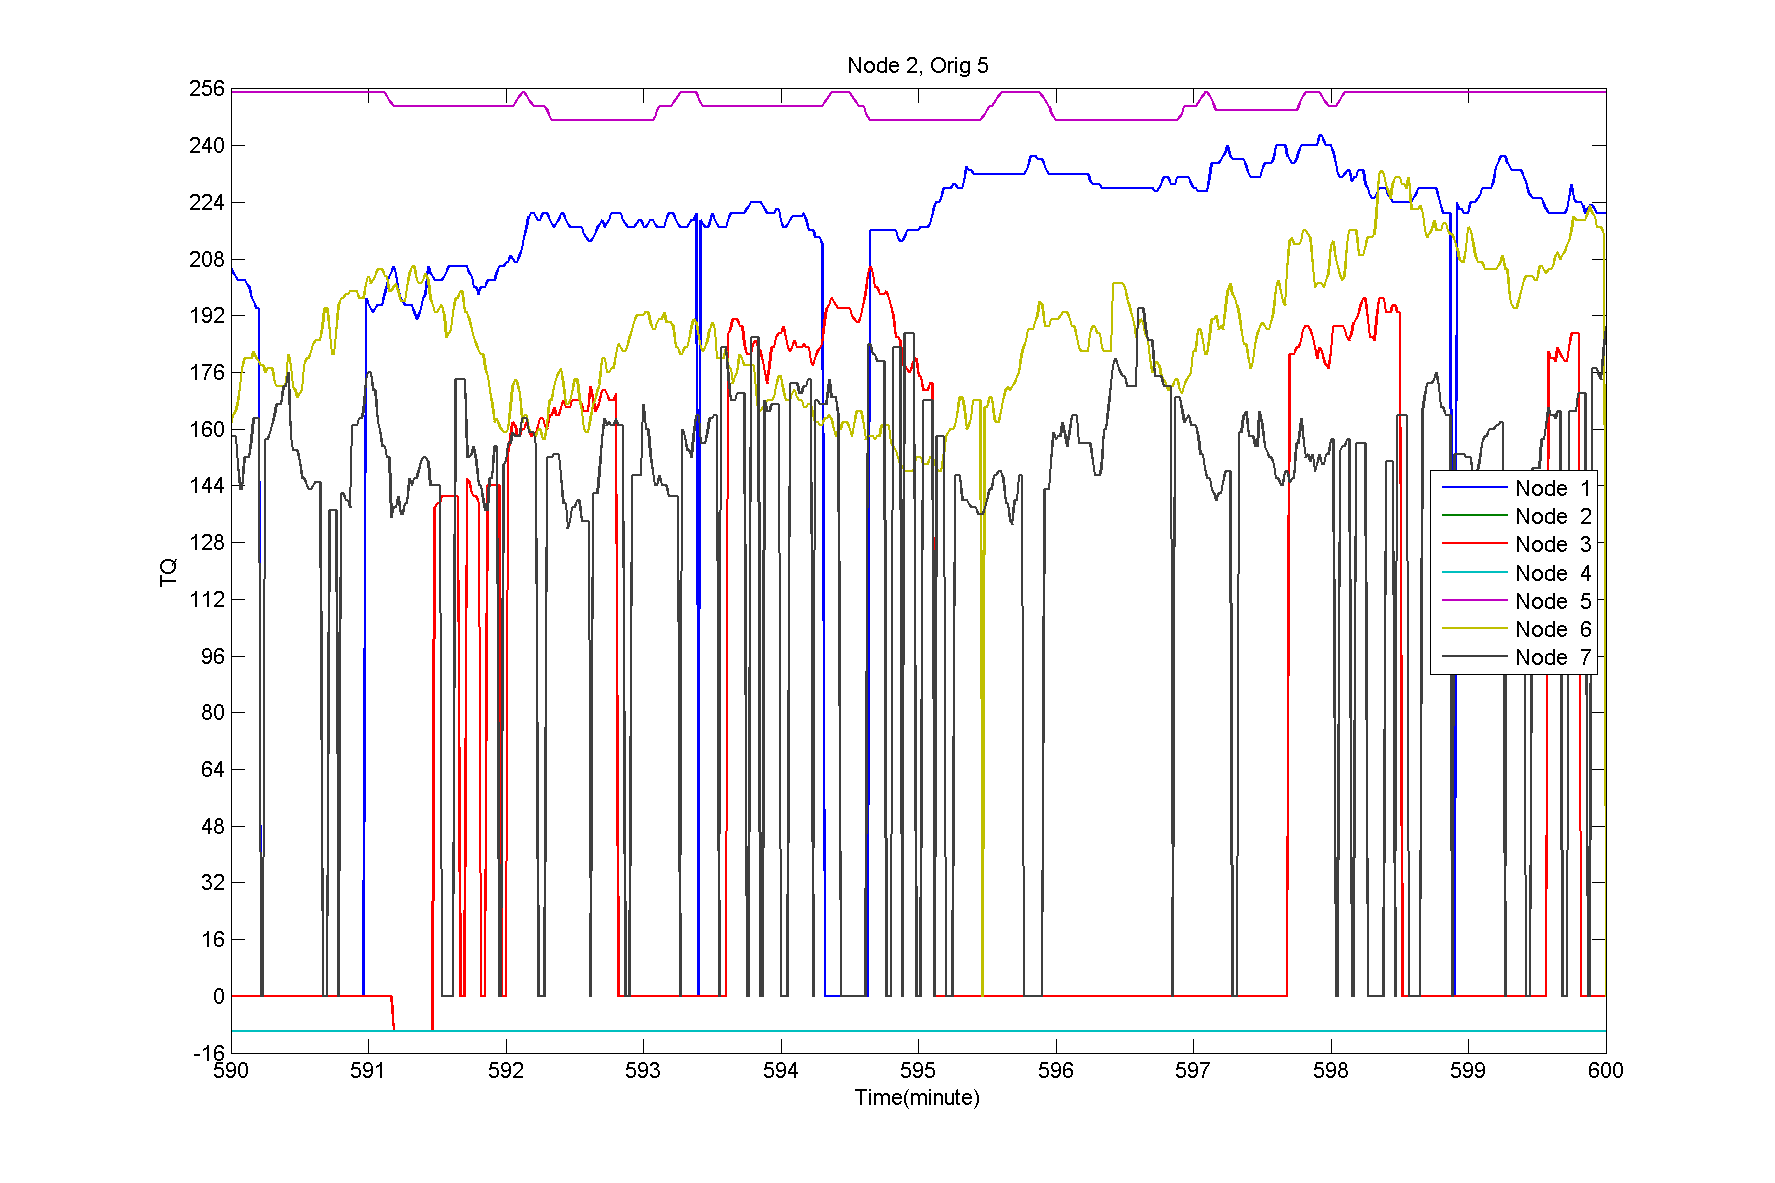 Node 2, Orig 5
256
240
224
208
192
176
160
144
128
112
96
80
64
48
32
16
0
-16
TQ
590 591 592 593 594 595 596 597 598 599 600
Time(minute)
Node 1
Node 2
Node 3
Node 4
Node 5
Node 6
Node 7